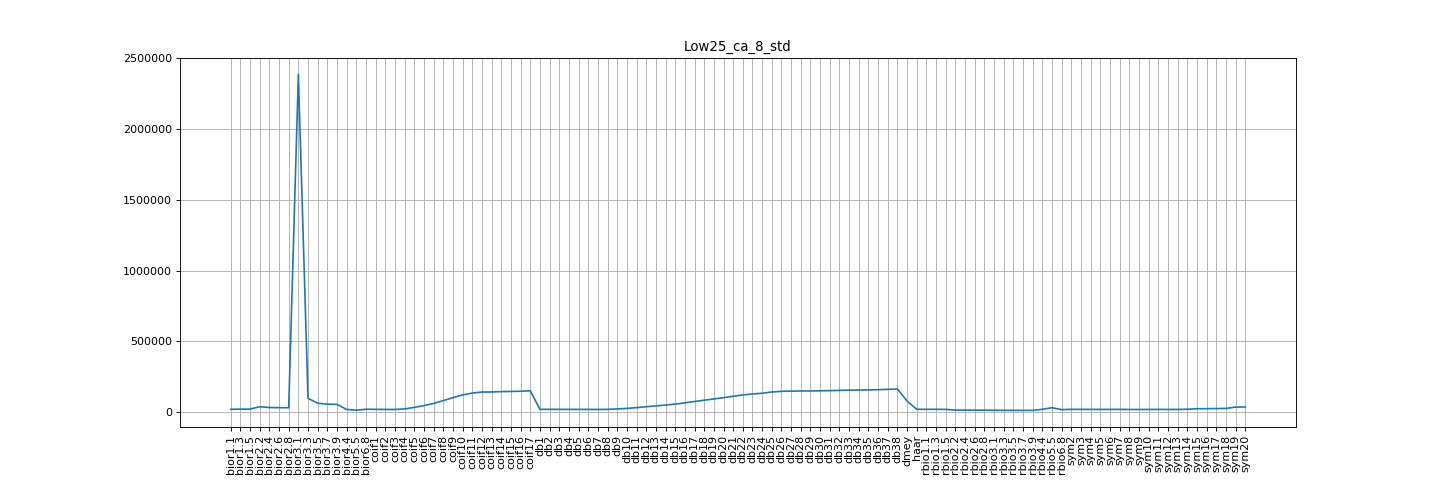 Low25_ca_8_std
2500000
2000000
1500000
1000000
500000
0
bior1.1
bior1.3
bior1.5
bior2.2
bior2.4
bior2.6
bior2.8
bior3.1
bior3.3
bior3.5
bior3.7
bior3.9
bior4.4
bior5.5
bior6.8
coif1
coif2
coif3
coif4
coif5
coif6
coif7
coif8
coif9
coif10
coif11
coif12
coif13
coif14
coif15
coif16
coif17
db1
db2
db3
db4
db5
db6
db7
db8
db9
db10
db11
db12
db13
db14
db15
db16
db17
db18
db19
db20
db21
db22
db23
db24
db25
db26
db27
db28
db29
db30
db31
db32
db33
db34
db35
db36
db37
db38
dmey
haar
rbio1.1
rbio1.3
rbio1.5
rbio2.2
rbio2.4
rbio2.6
rbio2.8
rbio3.1
rbio3.3
rbio3.5
rbio3.7
rbio3.9
rbio4.4
rbio5.5
rbio6.8
sym2
sym3
sym4
sym5
sym6
sym7
sym8
sym9
sym10
sym11
sym12
sym13
sym14
sym15
sym16
sym17
sym18
sym19
sym20